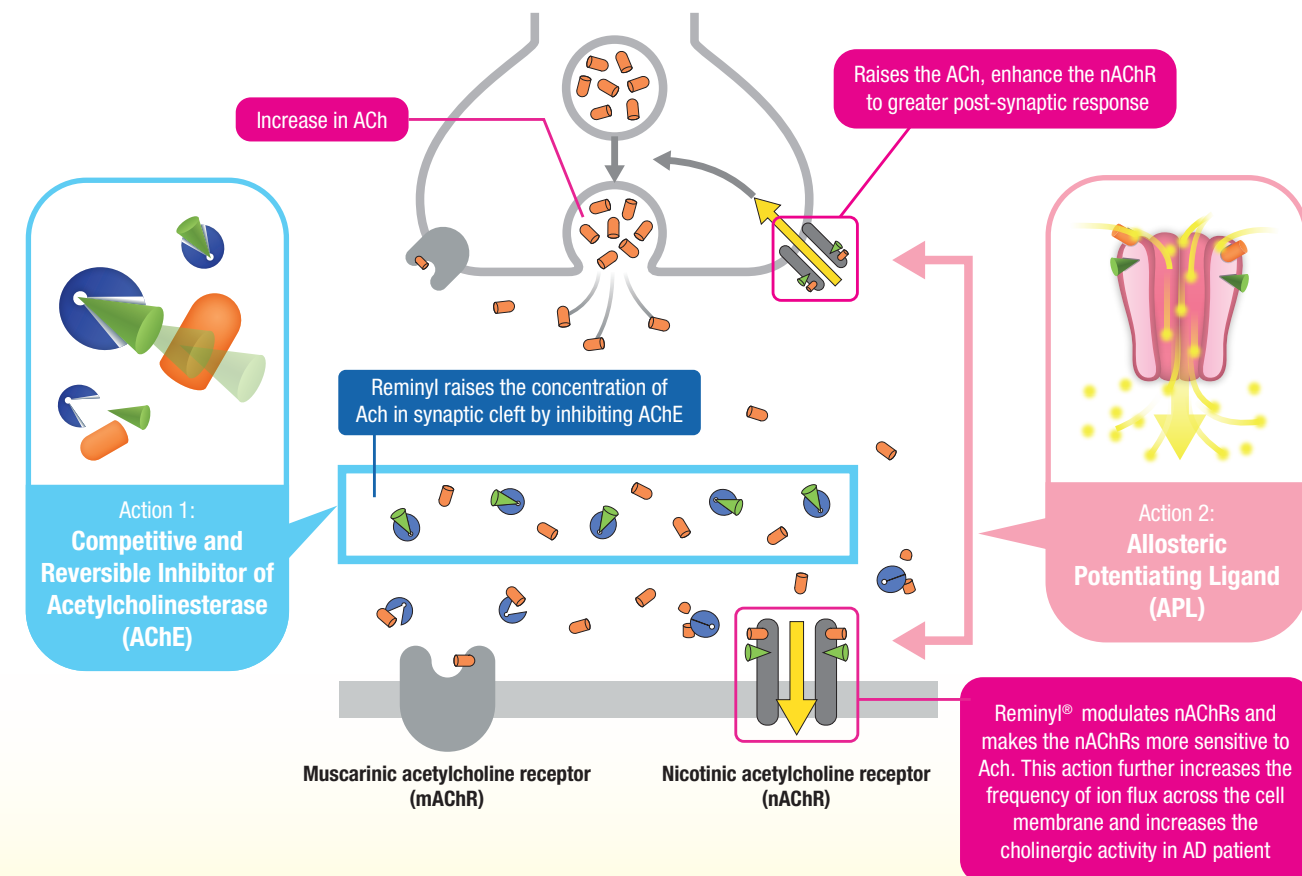 Increase in ACh
Raises the ACh, enhance the nAChR
to greater post-synaptic response
Reminyl raises the concentration of
Ach in synaptic cleft by inhibiting AChE
Action 1:
Competitive and
Reversible Inhibitor of
Acetylcholinesterase
(AChE)
Action 2:
Allosteric
Potentiating Ligand
(APL)
Muscarinic acetylcholine receptor
(mAChR)
Nicotinic acetylcholine receptor
(nAChR)
Reminyl® modulates nAChRs and
makes the nAChRs more sensitive to
Ach. This action further increases the
frequency of ion flux across the cell
membrane and increases the
cholinergic activity in AD patient